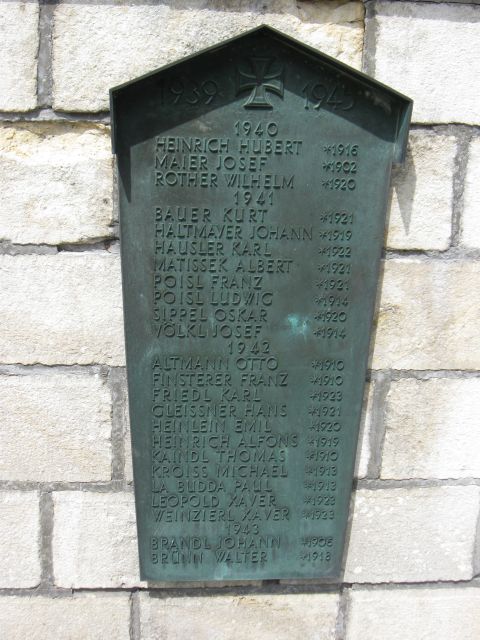 1939 1945
1940
HEINRICH HUBERT *1916
MAIER JOSEF *1902
ROTHER WILHELM *1920
1941
BAUER KURT *1921
HALTMAYER JOHANN *1919
HÄUSLER KARL *1922
MATISSEK ALBERT *1921
POISL FRANZ *1921
POISL LUDWIG *1914
SIPPEL OSKAR *1920
VÖLKL JOSEF *1914
1942
ALTMANN OTTO *1910
FINSTERER FRANZ *1910
FRIEDL KARL *1923
GLEISSNER HANS *1921
HEINLEIN EMIL *1920
HEINRICH ALFONS *1919
KAINDL THOMAS *1910
KROISS MICHAEL *1913
LA BUDDA PAUL *1913
LEOPOLD XAVER *1923
WEINZIERL XAVER *1923
1943
BRANDL JOHANN *1906
BRÜNN WALTER *1918